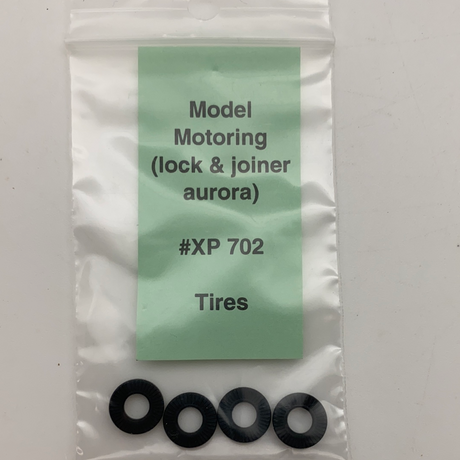 Model
Motoring
(lock & joiner
aurora)
#XP 702
Tires